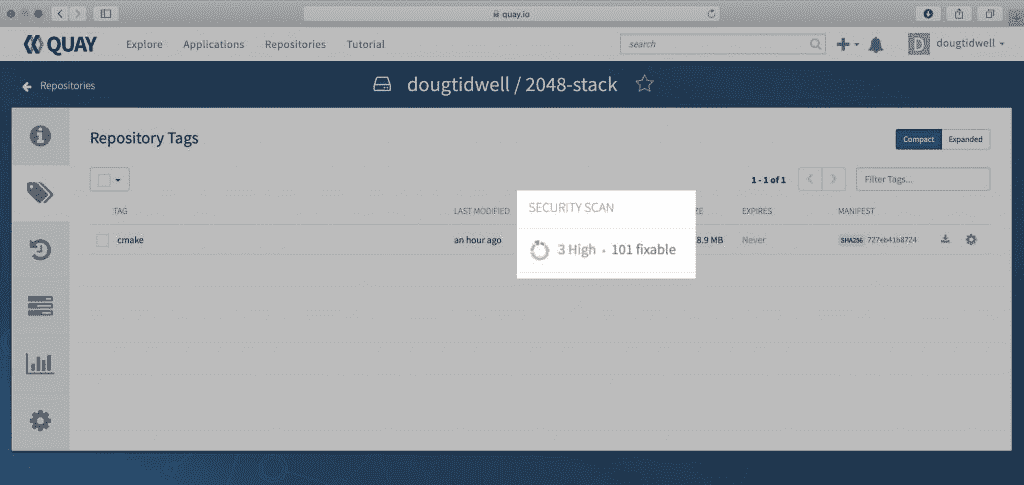 quay.io
QUAY Explore Applications Repositories Tutorial search dougtidwell
Repositories dougtidwell / 2048-stack
Repository Tags Compact Expanded
1 - 1 of 1 Filter Tags...
TAG LAST MODIFIED SECURITY SCAN ZE EXPIRES MANIFEST
cmake an hour ago 3 High · 101 fixable 8.9 MB Never SHA256 727eb41b8724